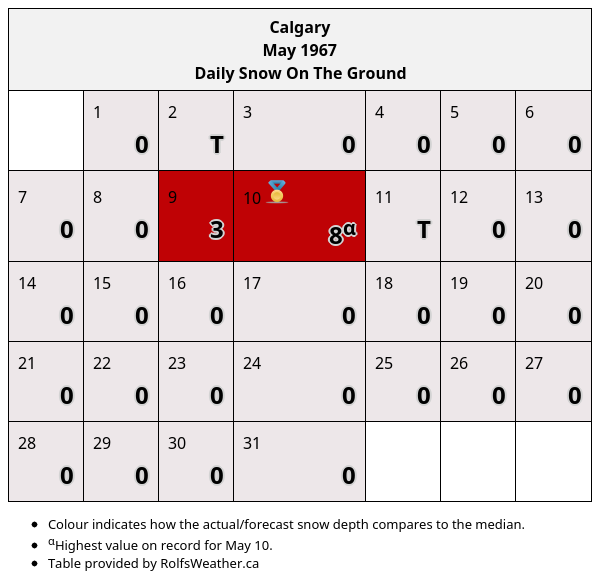 Calgary
May 1967
Daily Snow On The Ground
1 2 3 4 5 6
0 T 0 0 0 0
7 8 9 10 11 12 13
0 0 3 8α T 0 0
14 15 16 17 18 19 20
0 0 0 0 0 0 0
21 22 23 24 25 26 27
0 0 0 0 0 0 0
28 29 30 31
0 0 0 0
• Colour indicates how the actual/forecast snow depth compares to the median.
• αHighest value on record for May 10.
• Table provided by RolfsWeather.ca